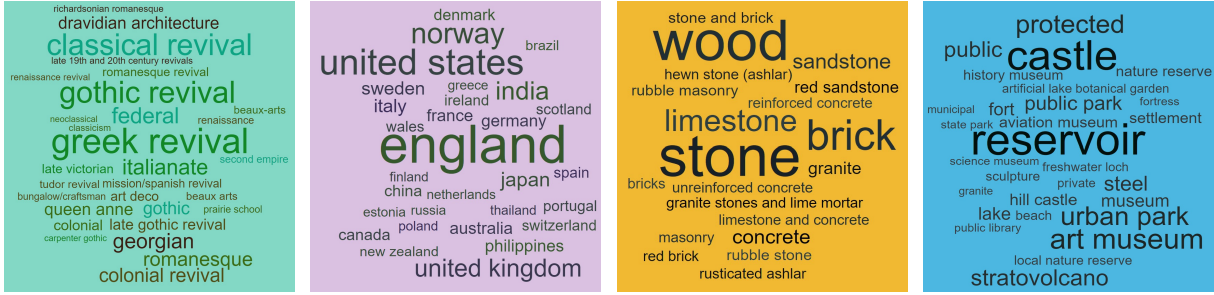 richardsonian romanesque
dravidian architecture
classical revival
late 19th and 20th century revivals
romanesque revival
renaissance revival
gothic revival
beaux-arts
federal
neoclassical
renaissance
classicism
greek revival
second empire
late victorian
italianate
tudor revival
mission/spanish revival
bungalow/craftsman
art deco
beaux arts
queen anne
gothic
prairie school
colonial
late gothic revival
carpenter gothic
georgian
romanesque
colonial revival
denmark
norway
brazil
united states
sweden
greece
india
italy
ireland
scotland
france
wales
germany
england
finland
spain
china
japan
netherlands
estonia
russia
thailand
portugal
poland
australia
switzerland
canada
new zealand
philippines
united kingdom
stone and brick
wood
sandstone
hewn stone (ashlar)
rubble masonry
red sandstone
reinforced concrete
limestone
brick
stone
granite
bricks
unreinforced concrete
granite stones and lime mortar
limestone and concrete
masonry
concrete
red brick
rubble stone
rusticated ashlar
protected
public
castle
history museum
nature reserve
artificial lake
botanical garden
municipal
fort
public park
fortress
state park
aviation museum
settlement
reservoir
science museum
freshwater loch
sculpture
granite
private
steel
hill castle
museum
lake
beach
urban park
public library
art museum
local nature reserve
stratovolcano